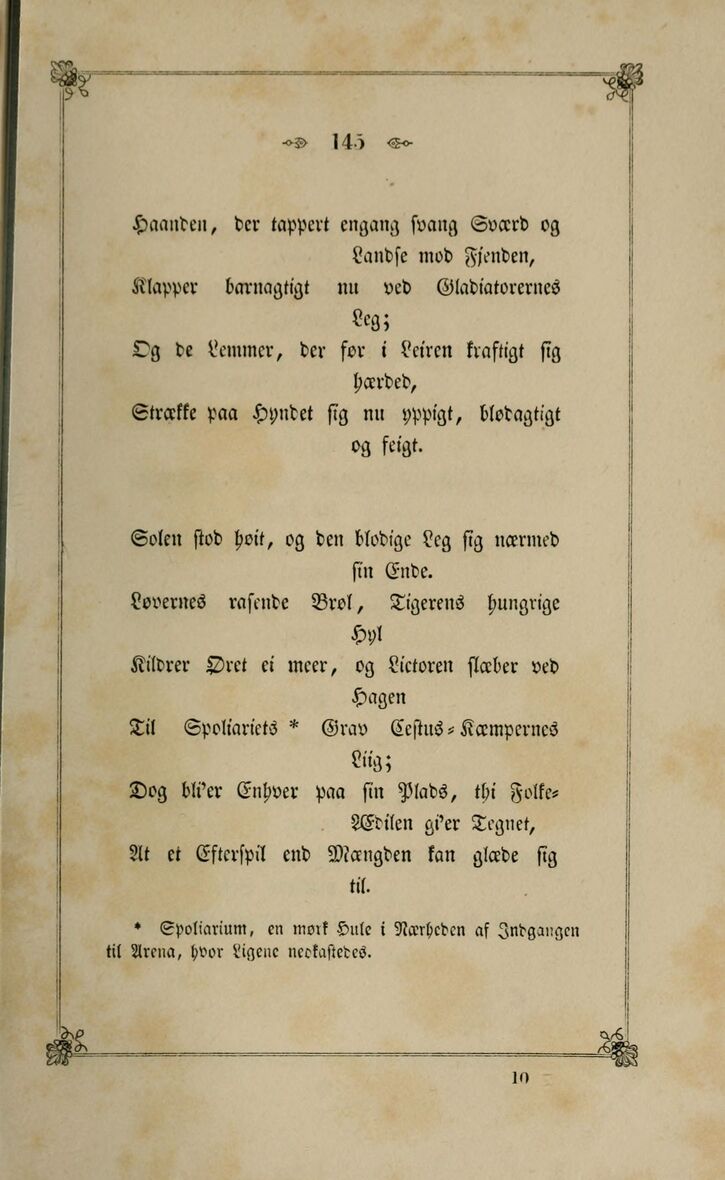 145
Haanden, der tappert engang svang Sværd og
Landse mod Fjenden,
Klapper barnagtigt nu ved Gladiatorernes
Leg;
Og de Lemmer, der før i Leiren kraftigt sig
hærded,
Strække paa Hyndet sig nu yppigt, blødagtigt
og feigt.
Solen stod høit, og den blodige Leg sig nærmed
sin Ende.
Løvernes rasende Brøl, Tigerens hungrige
Hyl
Kildrer Øret ei meer, og Lictoren slæber ved
Hagen
Til Spoliariets * Grav Cestus-Kæmpernes
Liig;
Dog bli'er Enhver paa sin Plads, thi Folke-
Ædilen gi'er Tegnet,
At et Efterspil end Mængden kan glæde sig
til.
* Spoliarium, en mørk Hule i Nærheden af Indgangen
til Arena, hvor Ligene nedkastedes.
10